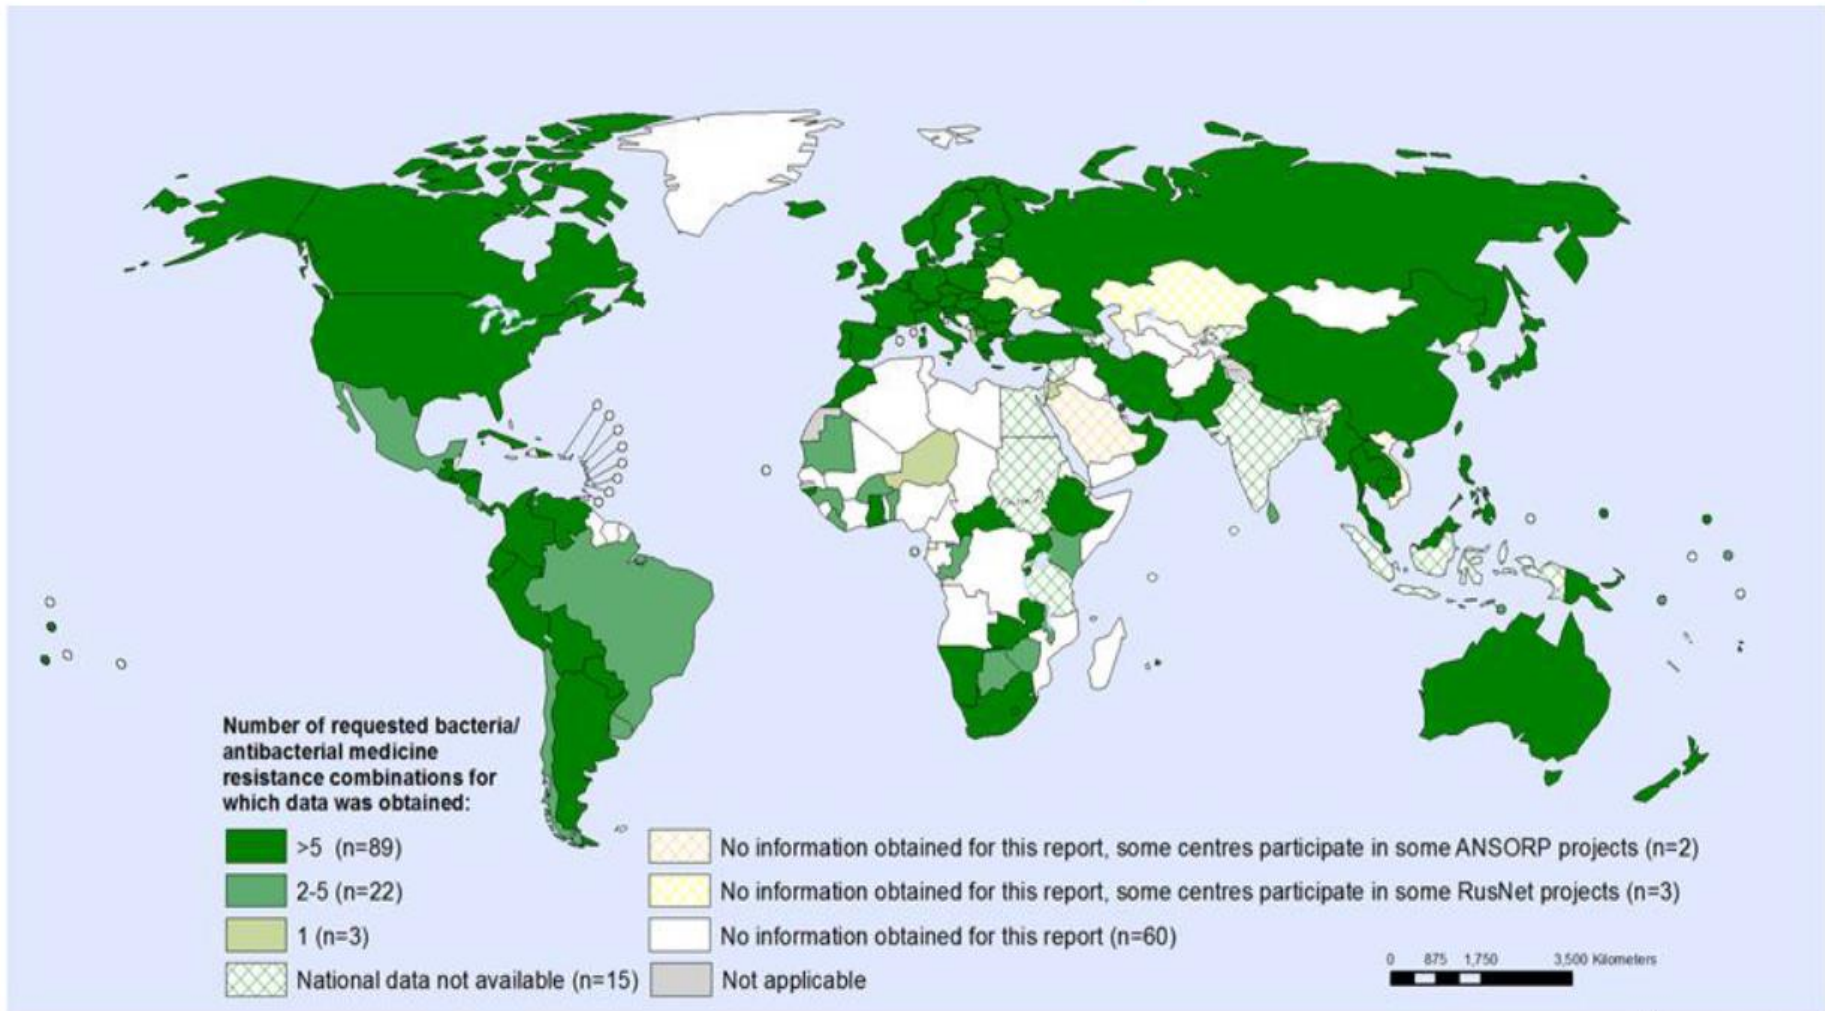 Number of requested bacteria/
antibacterial medicine
resistance combinations for
which data was obtained:
>5 (n=89)
2-5 (n=22)
1 (n=3)
National data not available (n=15)
No information obtained for this report, some centres participate in some ANSORP projects (n=2)
No information obtained for this report, some centres participate in some RusNet projects (n=3)
No information obtained for this report (n=60)
Not applicable
0 875 1,750 3,500 Kilometers